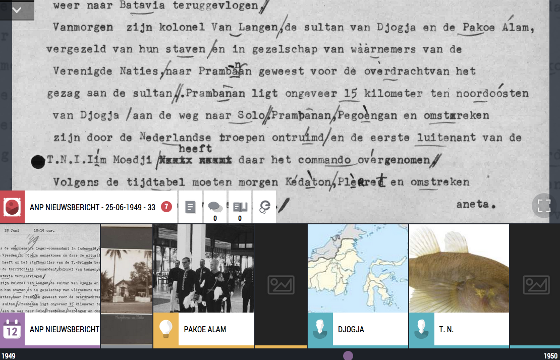 weer naar Batavia teruggevlogen,/
Vanmorgen zijn kolonel Van Langen,de sultan van Djogja en de Pakoe Alam,
vergezeld van hun staven /en in gezelschap van waarnemers van de
Verenigde Naties,/naar Prambanan geweest voor de overdrachtvan het
gezag aan de sultan//.Prambanan ligt ongeveer 15 kilometer ten noordoosten
van Djogja /aan de weg naar Solo/.Prambanan,Pegoengan en omstreken
zijn door de Nederlandse troepen ontruimd/en de eerste luitenant van de
heeft
T.N.I.Iim Moedji / daar het commando overgenomen//
Volgens de tijdtabel moeten morgen Kedaton,Pleret en omstreken
aneta.
ANP NIEUWSBERICHT - 25-06-1949 - 33 7
0 0
12 ANP NIEUWSBERICHT
PAKOE ALAM
DJOGJA
T. N.
1949 1950